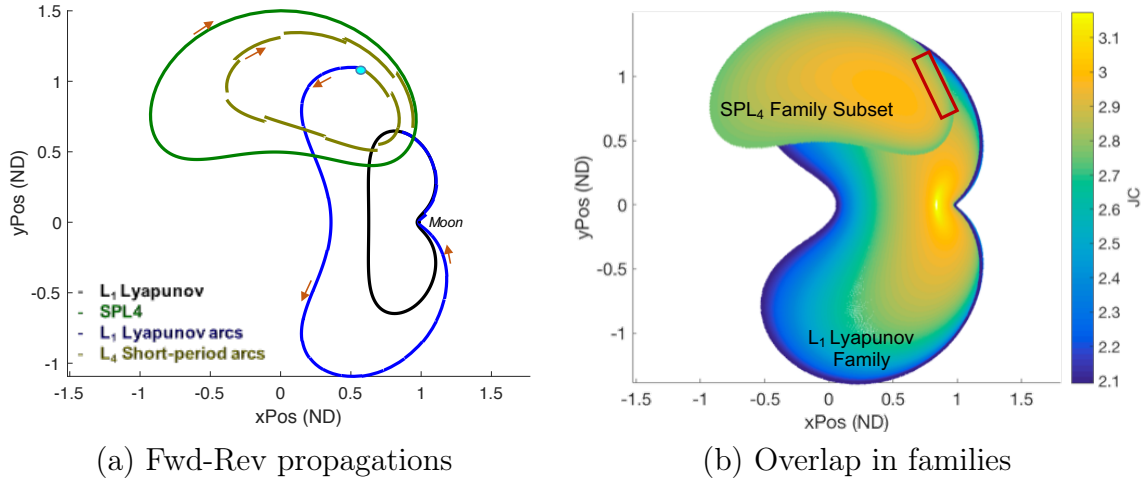 1.5
1
0.5
0
-0.5
-1
-1.5
-1
-0.5
0
0.5
1
1.5
yPos (ND)
xPos (ND)
Moon
L₁ Lyapunov
SPL4
L₁ Lyapunov arcs
L₄ Short-period arcs
(a) Fwd-Rev propagations
1
0.5
0
-0.5
-1
-1.5
-1
-0.5
0
0.5
1
1.5
yPos (ND)
xPos (ND)
SPL₄ Family Subset
L₁ Lyapunov
Family
3.1
3
2.9
2.8
2.7
2.6
2.5
2.4
2.3
2.2
2.1
JC
(b) Overlap in families